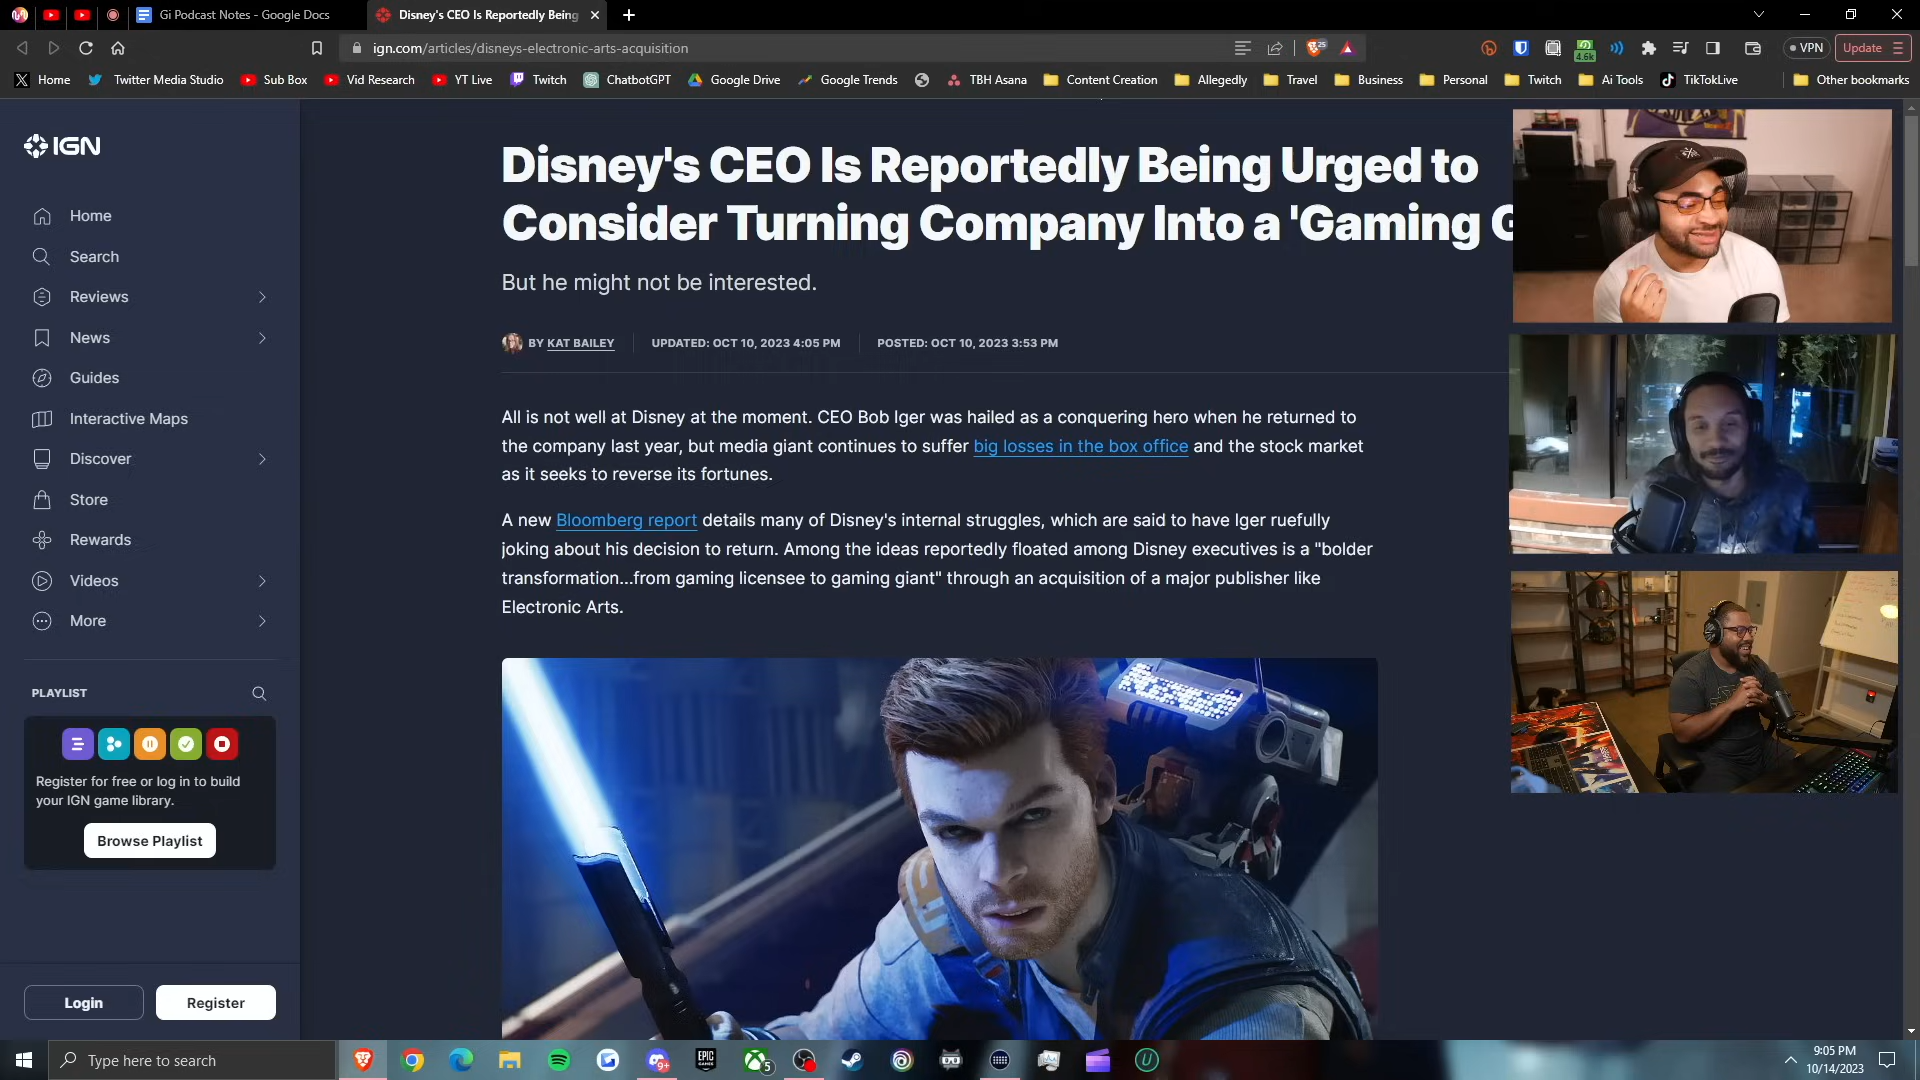 Gi Podcast Notes - Google Docs
Disney's CEO Is Reportedly Being
ign.com/articles/disneys-electronic-arts-acquisition
25
4.6k
VPN
Update
Home
Twitter Media Studio
Sub Box
Vid Research
YT Live
Twitch
ChatbotGPT
Google Drive
Google Trends
TBH Asana
Content Creation
Allegedly
Travel
Business
Personal
Twitch
Ai Tools
TikTokLive
Other bookmarks
IGN
Home
Search
Reviews
News
Guides
Interactive Maps
Discover
Store
Rewards
Videos
More
PLAYLIST
Register for free or log in to build
your IGN game library.
Browse Playlist
Login
Register
Disney's CEO Is Reportedly Being Urged to
Consider Turning Company Into a 'Gaming G
But he might not be interested.
BY KAT BAILEY
UPDATED: OCT 10, 2023 4:05 PM
POSTED: OCT 10, 2023 3:53 PM
All is not well at Disney at the moment. CEO Bob Iger was hailed as a conquering hero when he returned to
the company last year, but media giant continues to suffer big losses in the box office and the stock market
as it seeks to reverse its fortunes.
A new Bloomberg report details many of Disney's internal struggles, which are said to have Iger ruefully
joking about his decision to return. Among the ideas reportedly floated among Disney executives is a "bolder
transformation...from gaming licensee to gaming giant" through an acquisition of a major publisher like
Electronic Arts.
Type here to search
9+
EPIC
GAMES
5
9:05 PM
10/14/2023